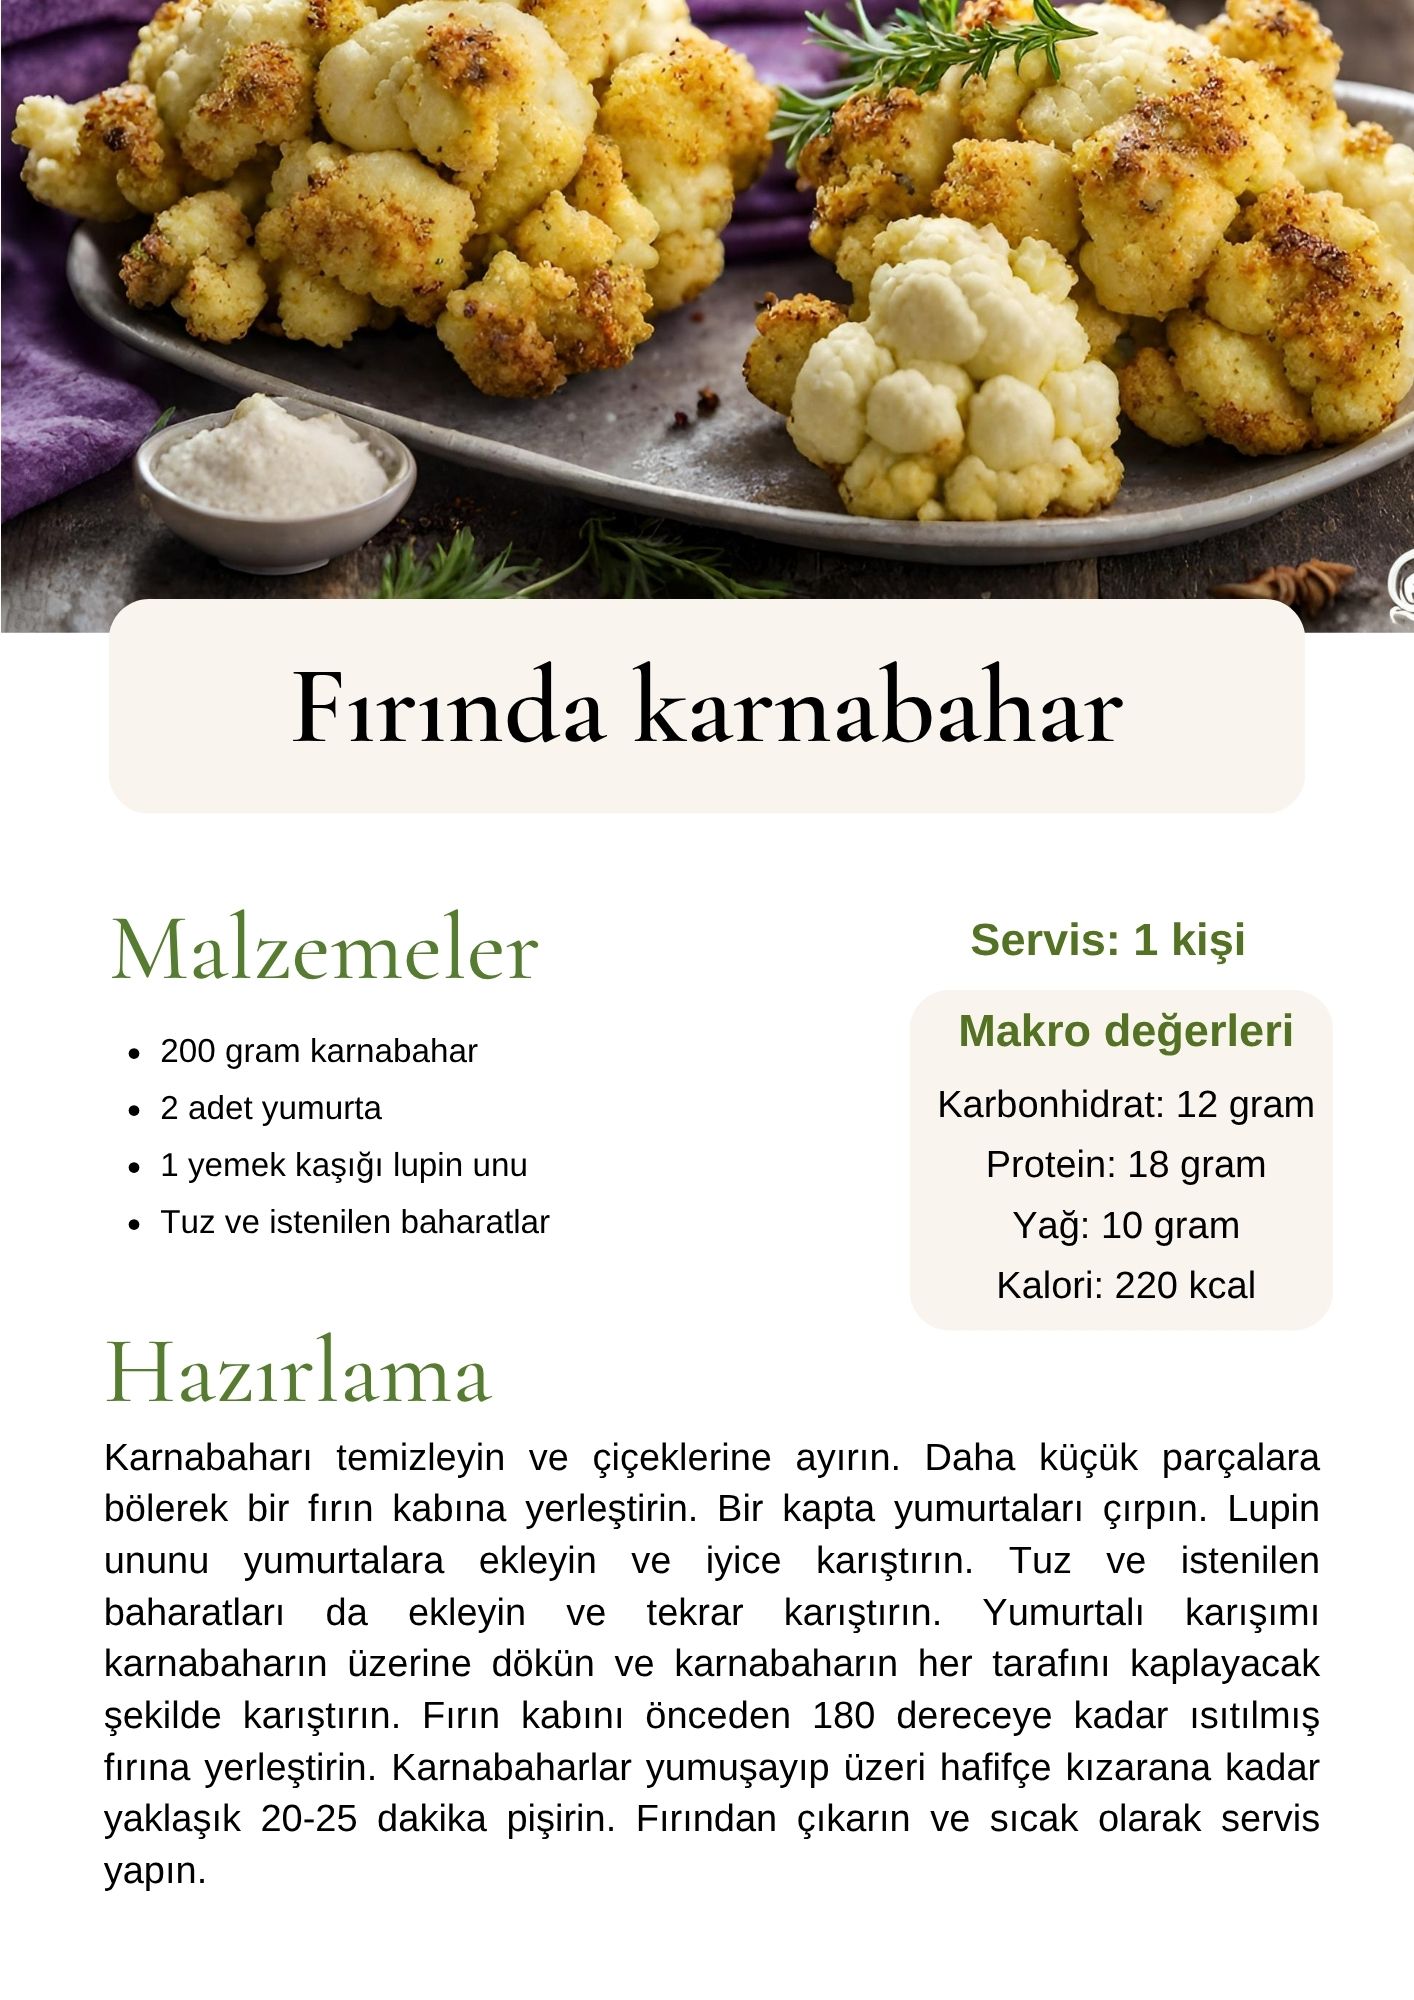 Fırında karnabahar
Malzemeler
200 gram karnabahar
2 adet yumurta
1 yemek kaşığı lupin unu
Tuz ve istenilen baharatlar
Servis: 1 kişi
Makro değerleri
Karbonhidrat: 12 gram
Protein: 18 gram
Yağ: 10 gram
Kalori: 220 kcal
Hazırlama
Karnabaharı temizleyin ve çiçeklerine ayırın. Daha küçük parçalara
bölerek bir fırın kabına yerleştirin. Bir kapta yumurtaları çırpın. Lupin
ununu yumurtalara ekleyin ve iyice karıştırın. Tuz ve istenilen
baharatları da ekleyin ve tekrar karıştırın. Yumurtalı karışımı
karnabaharın üzerine dökün ve karnabaharın her tarafını kaplayacak
şekilde karıştırın. Fırın kabını önceden 180 dereceye kadar ısıtılmış
fırına yerleştirin. Karnabaharlar yumuşayıp üzeri hafifçe kızarana kadar
yaklaşık 20-25 dakika pişirin. Fırından çıkarın ve sıcak olarak servis
yapın.